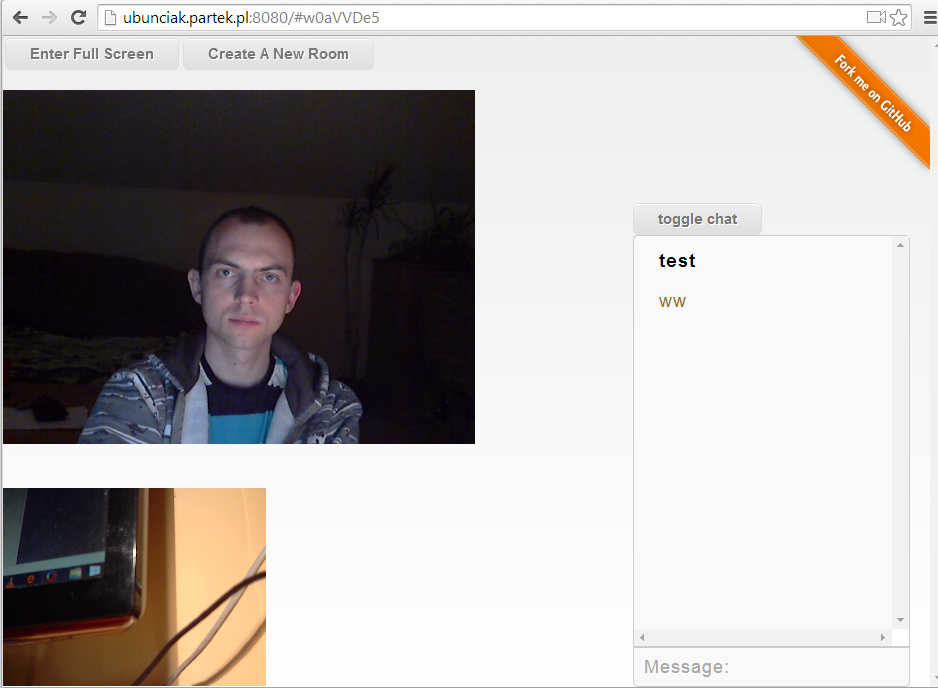 ubunciak.partek.pl:8080/#w0aVVDe5
Enter Full Screen
Create A New Room
Fork me on GitHub
toggle chat
test
ww
Message: